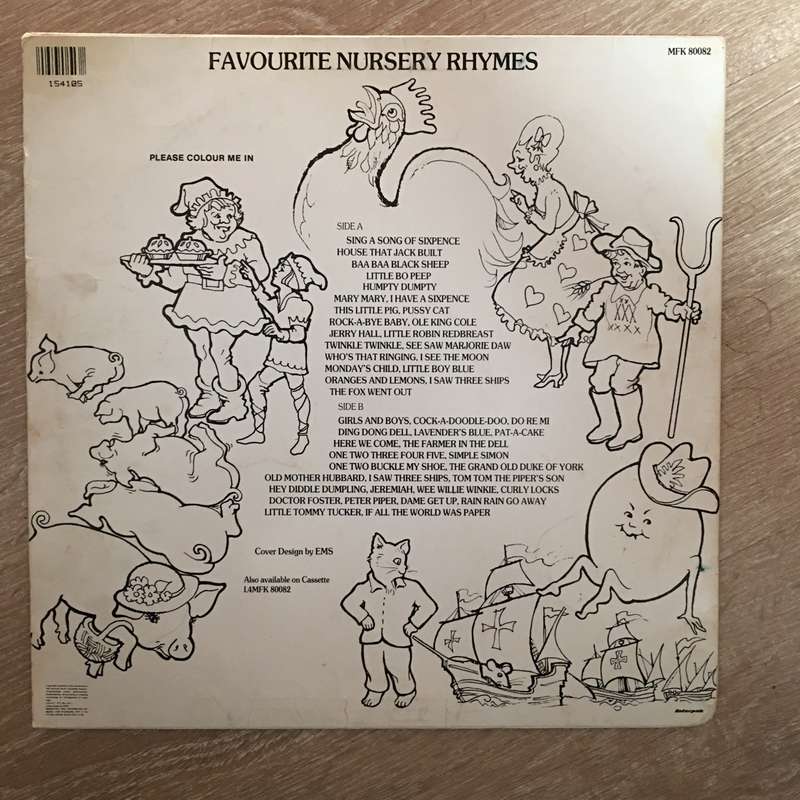 FAVOURITE NURSERY RHYMES
MFK 80082
154105
PLEASE COLOUR ME IN
SIDE A
SING A SONG OF SIXPENCE
HOUSE THAT JACK BUILT
BAA BAA BLACK SHEEP
LITTLE BO PEEP
HUMPTY DUMPTY
MARY MARY, I HAVE A SIXPENCE
THIS LITTLE PIG, PUSSY CAT
ROCK-A-BYE BABY, OLE KING COLE
JERRY HALL, LITTLE ROBIN REDBREAST
TWINKLE TWINKLE, SEE SAW MARJORIE DAW
WHO'S THAT RINGING, I SEE THE MOON
MONDAY'S CHILD, LITTLE BOY BLUE
ORANGES AND LEMONS, I SAW THREE SHIPS
THE FOX WENT OUT
SIDE B
GIRLS AND BOYS, COCK-A-DOODLE-DOO, DO RE MI
DING DONG DELL, LAVENDER'S BLUE, PAT-A-CAKE
HERE WE COME, THE FARMER IN THE DELL
ONE TWO THREE FOUR FIVE, SIMPLE SIMON
ONE TWO BUCKLE MY SHOE, THE GRAND OLD DUKE OF YORK
OLD MOTHER HUBBARD, I SAW THREE SHIPS, TOM TOM THE PIPER'S SON
HEY DIDDLE DUMPLING, JEREMIAH, WEE WILLIE WINKIE, CURLY LOCKS
DOCTOR FOSTER, PETER PIPER, DAME GET UP, RAIN RAIN GO AWAY
LITTLE TOMMY TUCKER, IF ALL THE WORLD WAS PAPER
Cover Design by EMS
Also available on Cassette
L4MFK 80082